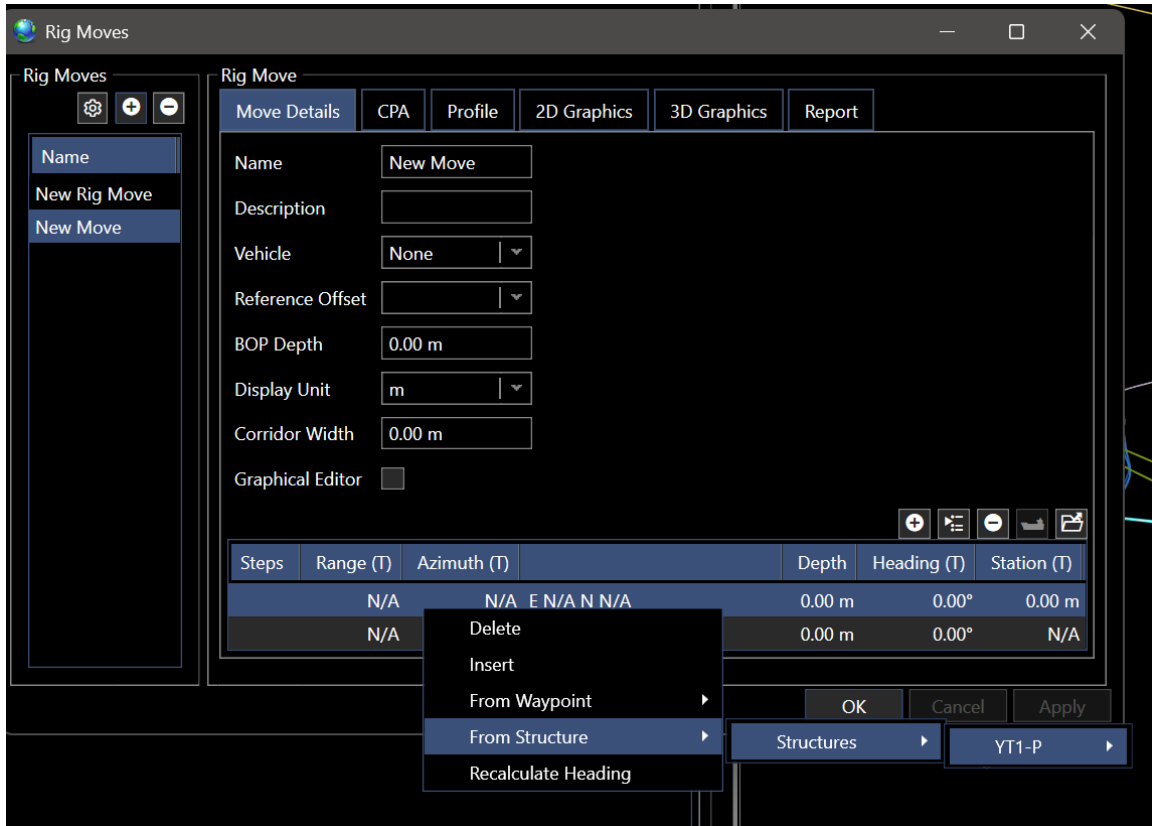 Rig Moves
Rig Moves
Name
New Rig Move
New Move
Rig Move
Move Details CPA Profile 2D Graphics 3D Graphics Report
Name New Move
Description
Vehicle None
Reference Offset
BOP Depth 0.00 m
Display Unit m
Corridor Width 0.00 m
Graphical Editor
Steps Range (T) Azimuth (T) Depth Heading (T) Station (T)
N/A N/A E N/A N N/A 0.00 m 0.00° 0.00 m
N/A 0.00 m 0.00° N/A
Delete
Insert
From Waypoint
From Structure
Recalculate Heading
Structures
YT1-P
OK Cancel Apply